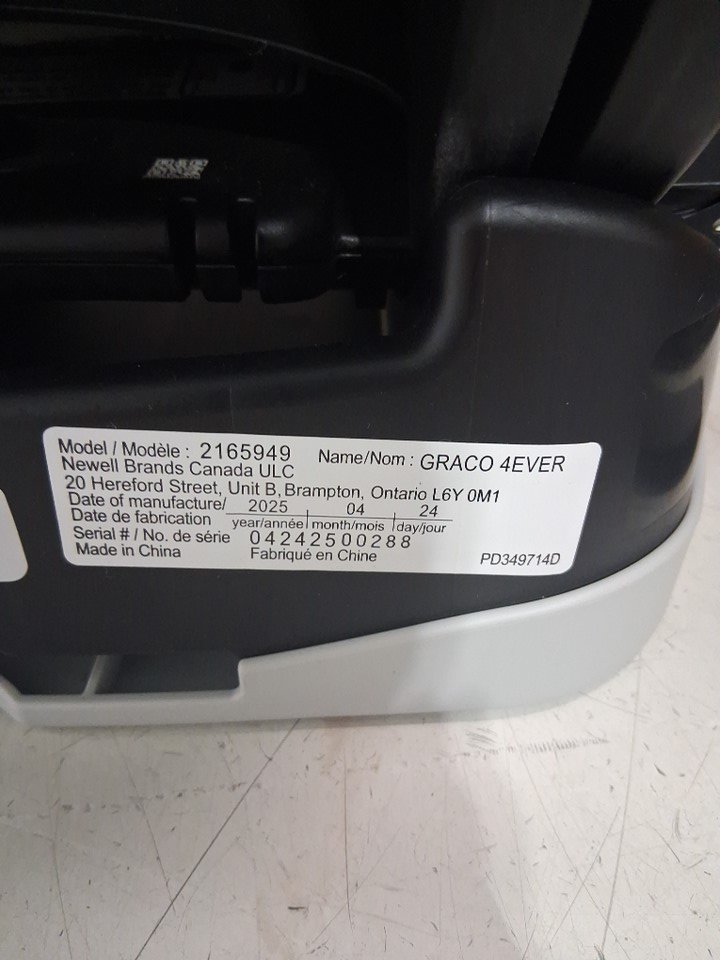 Model / Modèle : 2165949 Name/Nom : GRACO 4EVER
Newell Brands Canada ULC
20 Hereford Street, Unit B, Brampton, Ontario L6Y 0M1
Date of manufacture/ 2025 04 24
Date de fabrication year/année month/mois day/jour
Serial # / No. de série 04242500288
Made in China Fabriqué en Chine PD349714D